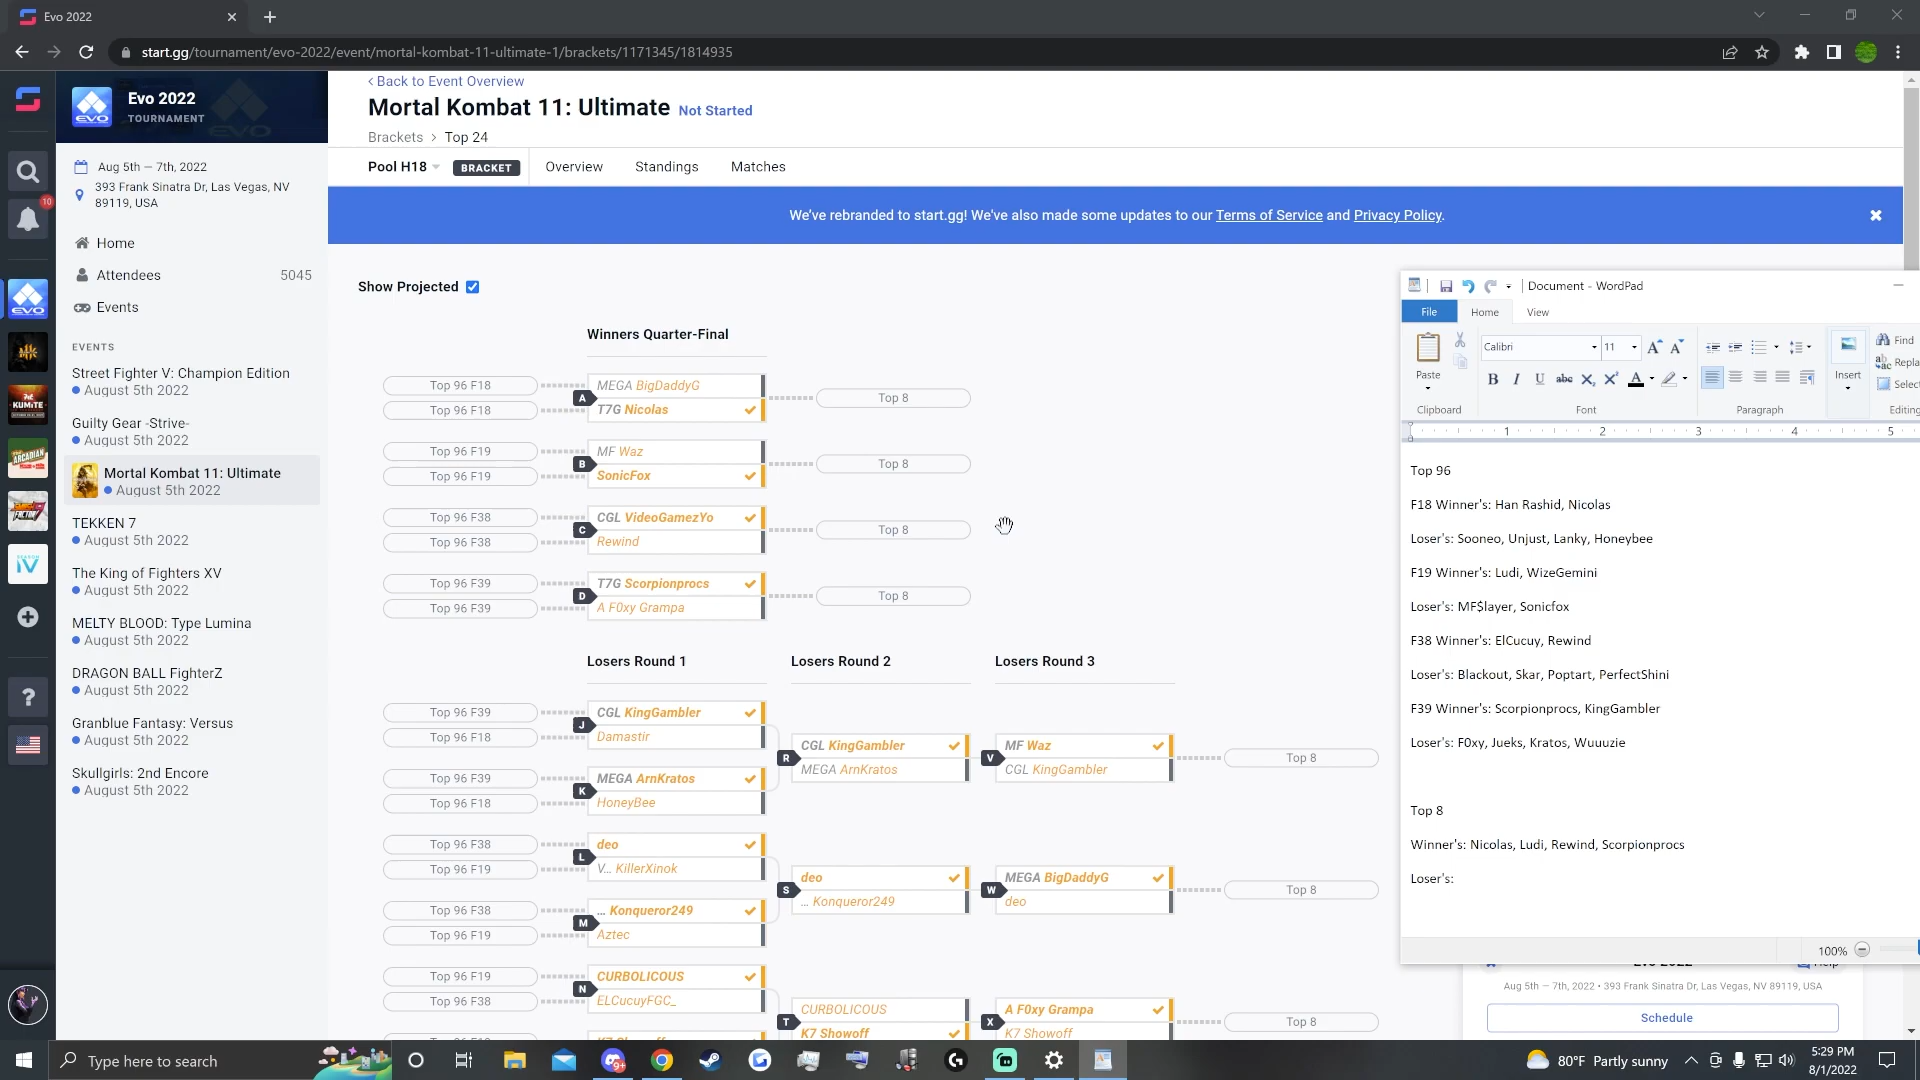 Evo 2022
start.gg/tournament/evo-2022/event/mortal-kombat-11-ultimate-1/brackets/1171345/1814935
Evo 2022
TOURNAMENT
EVO
Aug 5th — 7th, 2022
393 Frank Sinatra Dr, Las Vegas, NV
89119, USA
10
Home
Attendees 5045
Events
EVENTS
Street Fighter V: Champion Edition
August 5th 2022
Guilty Gear -Strive-
August 5th 2022
Mortal Kombat 11: Ultimate
August 5th 2022
TEKKEN 7
August 5th 2022
The King of Fighters XV
August 5th 2022
MELTY BLOOD: Type Lumina
August 5th 2022
DRAGON BALL FighterZ
August 5th 2022
Granblue Fantasy: Versus
August 5th 2022
Skullgirls: 2nd Encore
August 5th 2022
Back to Event Overview
Mortal Kombat 11: Ultimate Not Started
Brackets > Top 24
Pool H18 BRACKET Overview Standings Matches
We've rebranded to start.gg! We've also made some updates to our Terms of Service and Privacy Policy.
Show Projected
Winners Quarter-Final
Top 96 F18 MEGA BigDaddyG
A Top 8
Top 96 F18 T7G Nicolas
Top 96 F19 MF Waz
B Top 8
Top 96 F19 SonicFox
Top 96 F38 CGL VideoGamezYo
C Top 8
Top 96 F38 Rewind
Top 96 F39 T7G Scorpionprocs
D Top 8
Top 96 F39 A F0xy Grampa
Losers Round 1 Losers Round 2 Losers Round 3
Top 96 F39 CGL KingGambler
J
Top 96 F18 Damastir
CGL KingGambler MF Waz
R V Top 8
MEGA ArnKratos CGL KingGambler
Top 96 F39 MEGA ArnKratos
K
Top 96 F18 HoneyBee
Top 96 F38 deo
L
Top 96 F19 V... KillerXinok
deo MEGA BigDaddyG
S W Top 8
... Konqueror249 deo
Top 96 F38 ... Konqueror249
M
Top 96 F19 Aztec
Top 96 F19 CURBOLICOUS
N
Top 96 F38 ELCucuyFGC_
CURBOLICOUS A F0xy Grampa
T X Top 8
K7 Showoff K7 Showoff
Document - WordPad
File Home View
Paste
Clipboard
Calibri 11
B I U abc X₂ X² A
Font
Paragraph
Insert
Find
Repla
Select
Editing
1 2 3 4 5
Top 96
F18 Winner's: Han Rashid, Nicolas
Loser's: Sooneo, Unjust, Lanky, Honeybee
F19 Winner's: Ludi, WizeGemini
Loser's: MF$layer, Sonicfox
F38 Winner's: ElCucuy, Rewind
Loser's: Blackout, Skar, Poptart, PerfectShini
F39 Winner's: Scorpionprocs, KingGambler
Loser's: F0xy, Jueks, Kratos, Wuuuzie
Top 8
Winner's: Nicolas, Ludi, Rewind, Scorpionprocs
Loser's:
100%
Help
Aug 5th — 7th, 2022 • 393 Frank Sinatra Dr, Las Vegas, NV 89119, USA
Schedule
Type here to search
80°F Partly sunny
5:29 PM
8/1/2022